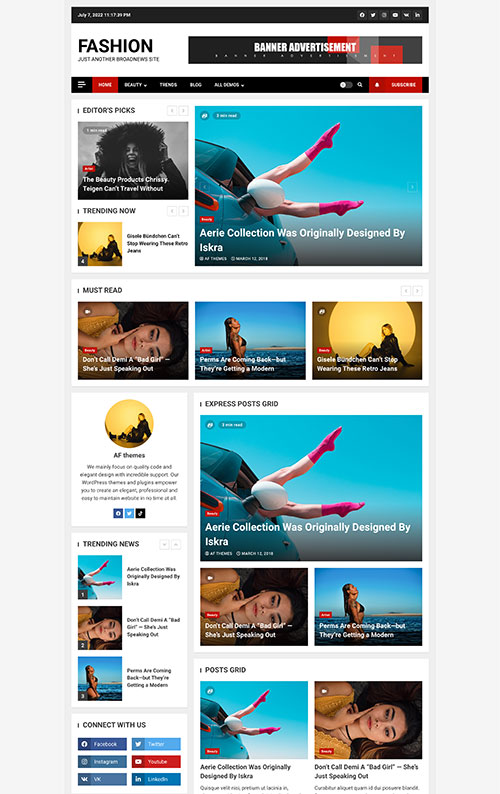 July 7, 2022 11:17:39 PM
FASHION
JUST ANOTHER BROADNEWS SITE
BANNER ADVERTISEMENT
BANNER ADVERTISEMENT
HOME
BEAUTY
TRENDS
BLOG
ALL DEMOS
SUBSCRIBE
EDITOR'S PICKS
1 min read
Artist
The Beauty Products Chrissy
Teigen Can't Travel Without
TRENDING NOW
4
Gisele Bündchen Can't
Stop Wearing These Retro
Jeans
3 min read
Beauty
Aerie Collection Was Originally Designed By
Iskra
AF THEMES
MARCH 12, 2018
MUST READ
Beauty
Don't Call Demi A "Bad Girl" —
She's Just Speaking Out
Artist
Perms Are Coming Back—but
They're Getting a Modern
Beauty
Gisele Bündchen Can't Stop
Wearing These Retro Jeans
AF themes
We mainly focus on quality code and
elegant design with incredible support. Our
WordPress themes and plugins empower
you to create an elegant, professional and
easy to maintain website in no time at all.
TRENDING NEWS
1
Aerie Collection Was
Originally Designed By
Iskra
2
Don't Call Demi A "Bad
Girl" — She's Just
Speaking Out
3
Perms Are Coming
Back—but They're
Getting a Modern
CONNECT WITH US
Facebook
Twitter
Instagram
Youtube
VK
LinkedIn
EXPRESS POSTS GRID
3 min read
Beauty
Aerie Collection Was Originally Designed By
Iskra
AF THEMES
MARCH 12, 2018
Beauty
Don't Call Demi A "Bad Girl" —
She's Just Speaking Out
Artist
Perms Are Coming Back—but
They're Getting a Modern
POSTS GRID
3 min read
Beauty
Aerie Collection Was Originally
Designed By Iskra
Quisque velit nisi, pretium ut lacinia in,
Beauty
Don't Call Demi A "Bad Girl" —
She's Just Speaking Out
Curabitur aliquet quam id dui posuere blandit.